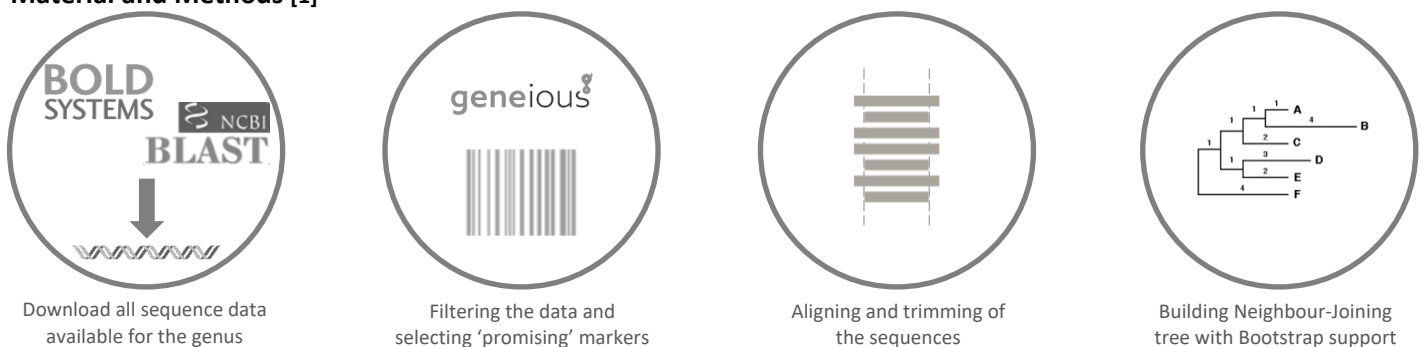 Material and Methods [1]
BOLD
SYSTEMS
NCBI
BLAST
Download all sequence data
available for the genus
geneious
Filtering the data and
selecting ‘promising’ markers
Aligning and trimming of
the sequences
1
A
1
4
B
1
2
C
1
3
D
1
2
E
4
F
Building Neighbour-Joining
tree with Bootstrap support